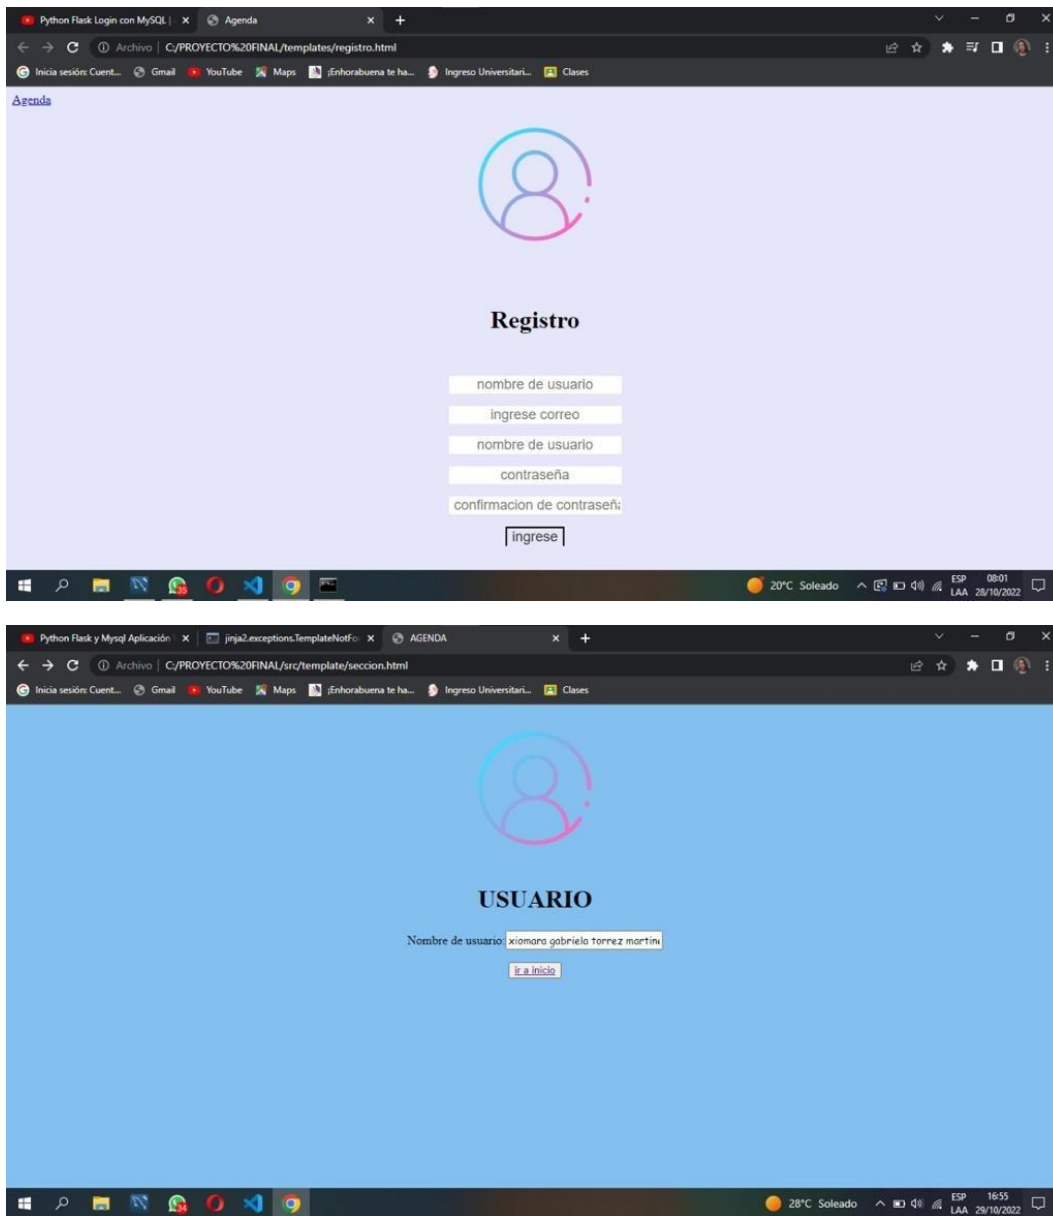 Python Flask Login con MySQL |
Agenda
Archivo | C:/PROYECTO%20FINAL/templates/registro.html
Inicia sesión: Cuent... Gmail YouTube Maps ¡Enhorabuena te ha... Ingreso Universitari... Clases
Agenda
Registro
nombre de usuario
ingrese correo
nombre de usuario
contraseña
confirmacion de contraseña
ingrese
20°C Soleado ESP 08:01
LAA 28/10/2022
Python Flask y Mysql Aplicación
jinja2.exceptions.TemplateNotFo
AGENDA
Archivo | C:/PROYECTO%20FINAL/src/template/seccion.html
Inicia sesión: Cuent... Gmail YouTube Maps ¡Enhorabuena te ha... Ingreso Universitari... Clases
USUARIO
Nombre de usuario: xiomara gabriela torrez martine
ir a inicio
28°C Soleado ESP 16:55
LAA 29/10/2022